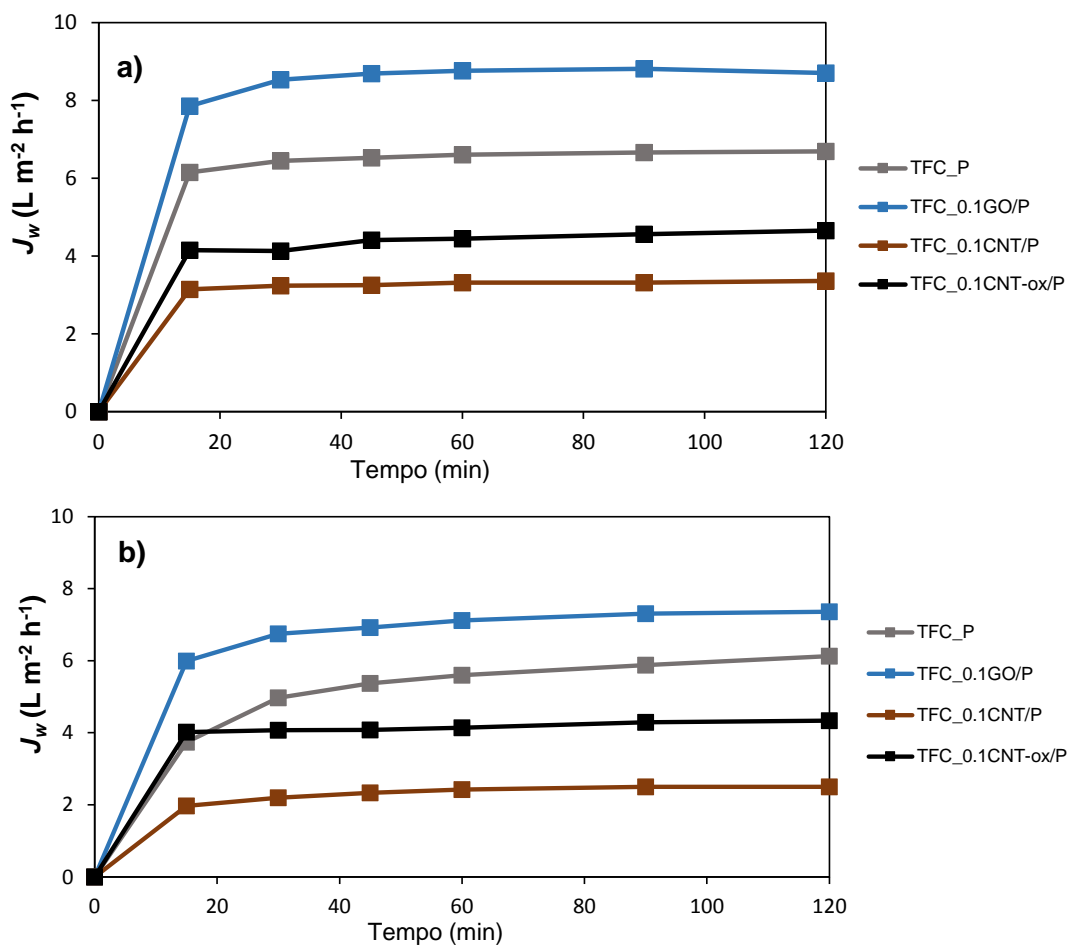 a)
J_w (L m⁻² h⁻¹)
10
8
6
4
2
0
0 20 40 60 80 100 120
Tempo (min)
TFC_P
TFC_0.1GO/P
TFC_0.1CNT/P
TFC_0.1CNT-ox/P
b)
J_w (L m⁻² h⁻¹)
10
8
6
4
2
0
0 20 40 60 80 100 120
Tempo (min)
TFC_P
TFC_0.1GO/P
TFC_0.1CNT/P
TFC_0.1CNT-ox/P